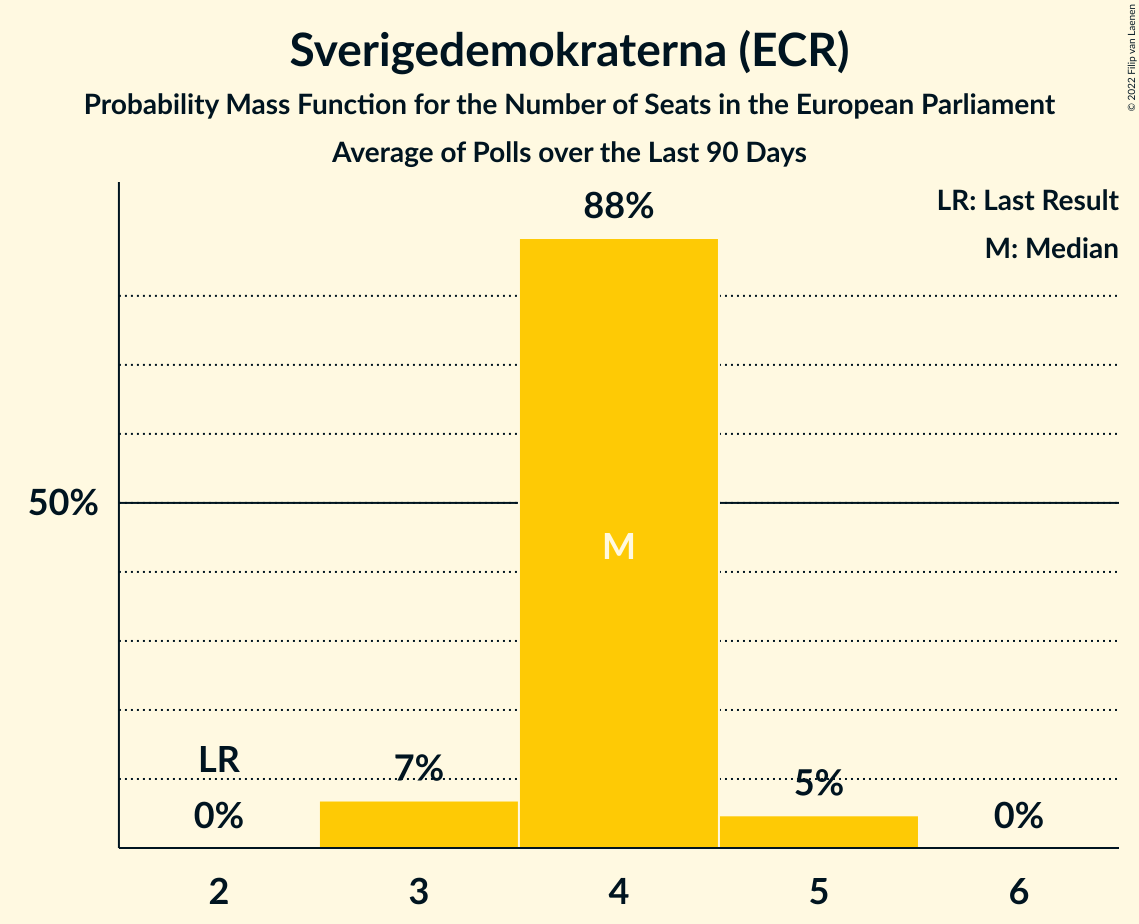 Sverigedemokraterna (ECR)
Probability Mass Function for the Number of Seats in the European Parliament
Average of Polls over the Last 90 Days
© 2022 Filip van Laenen
LR: Last Result
M: Median
88%
50%
M
LR
7%
5%
0%
0%
2 3 4 5 6